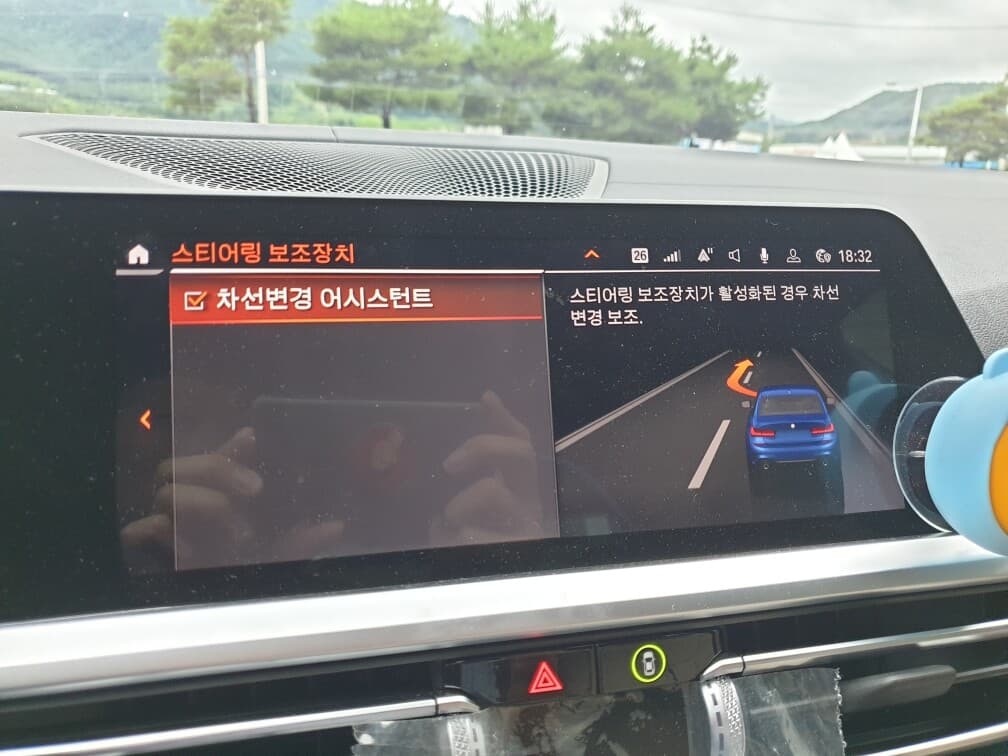 스티어링 보조장치
26
18:32
차선변경 어시스턴트
스티어링 보조장치가 활성화된 경우 차선
변경 보조.